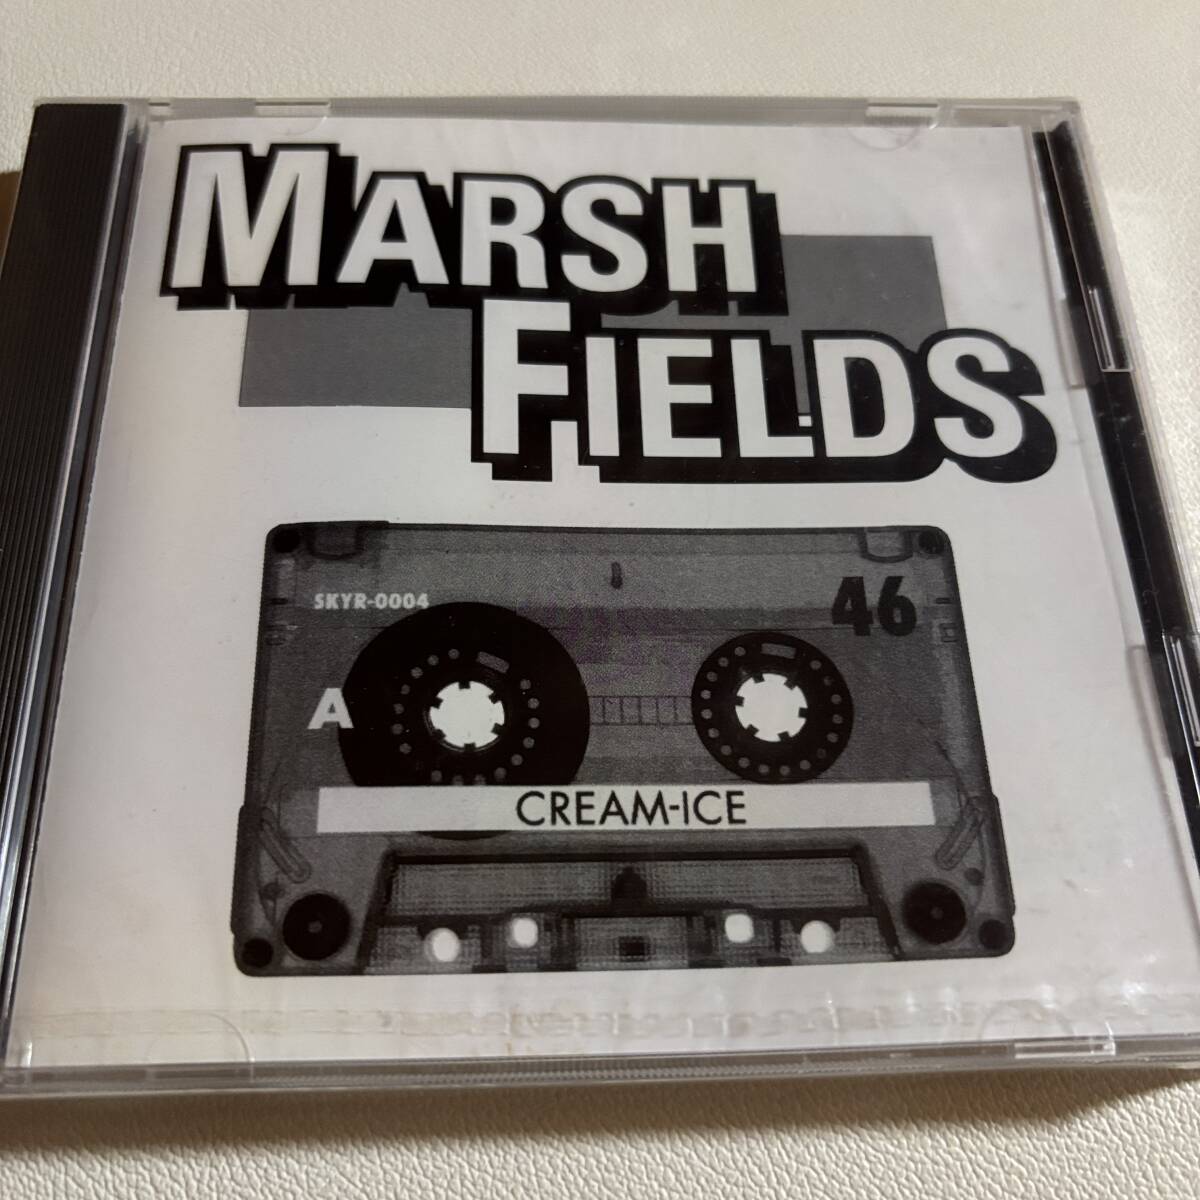 MARSH
FIELDS
SKYR-0004
46
A
CREAM-ICE